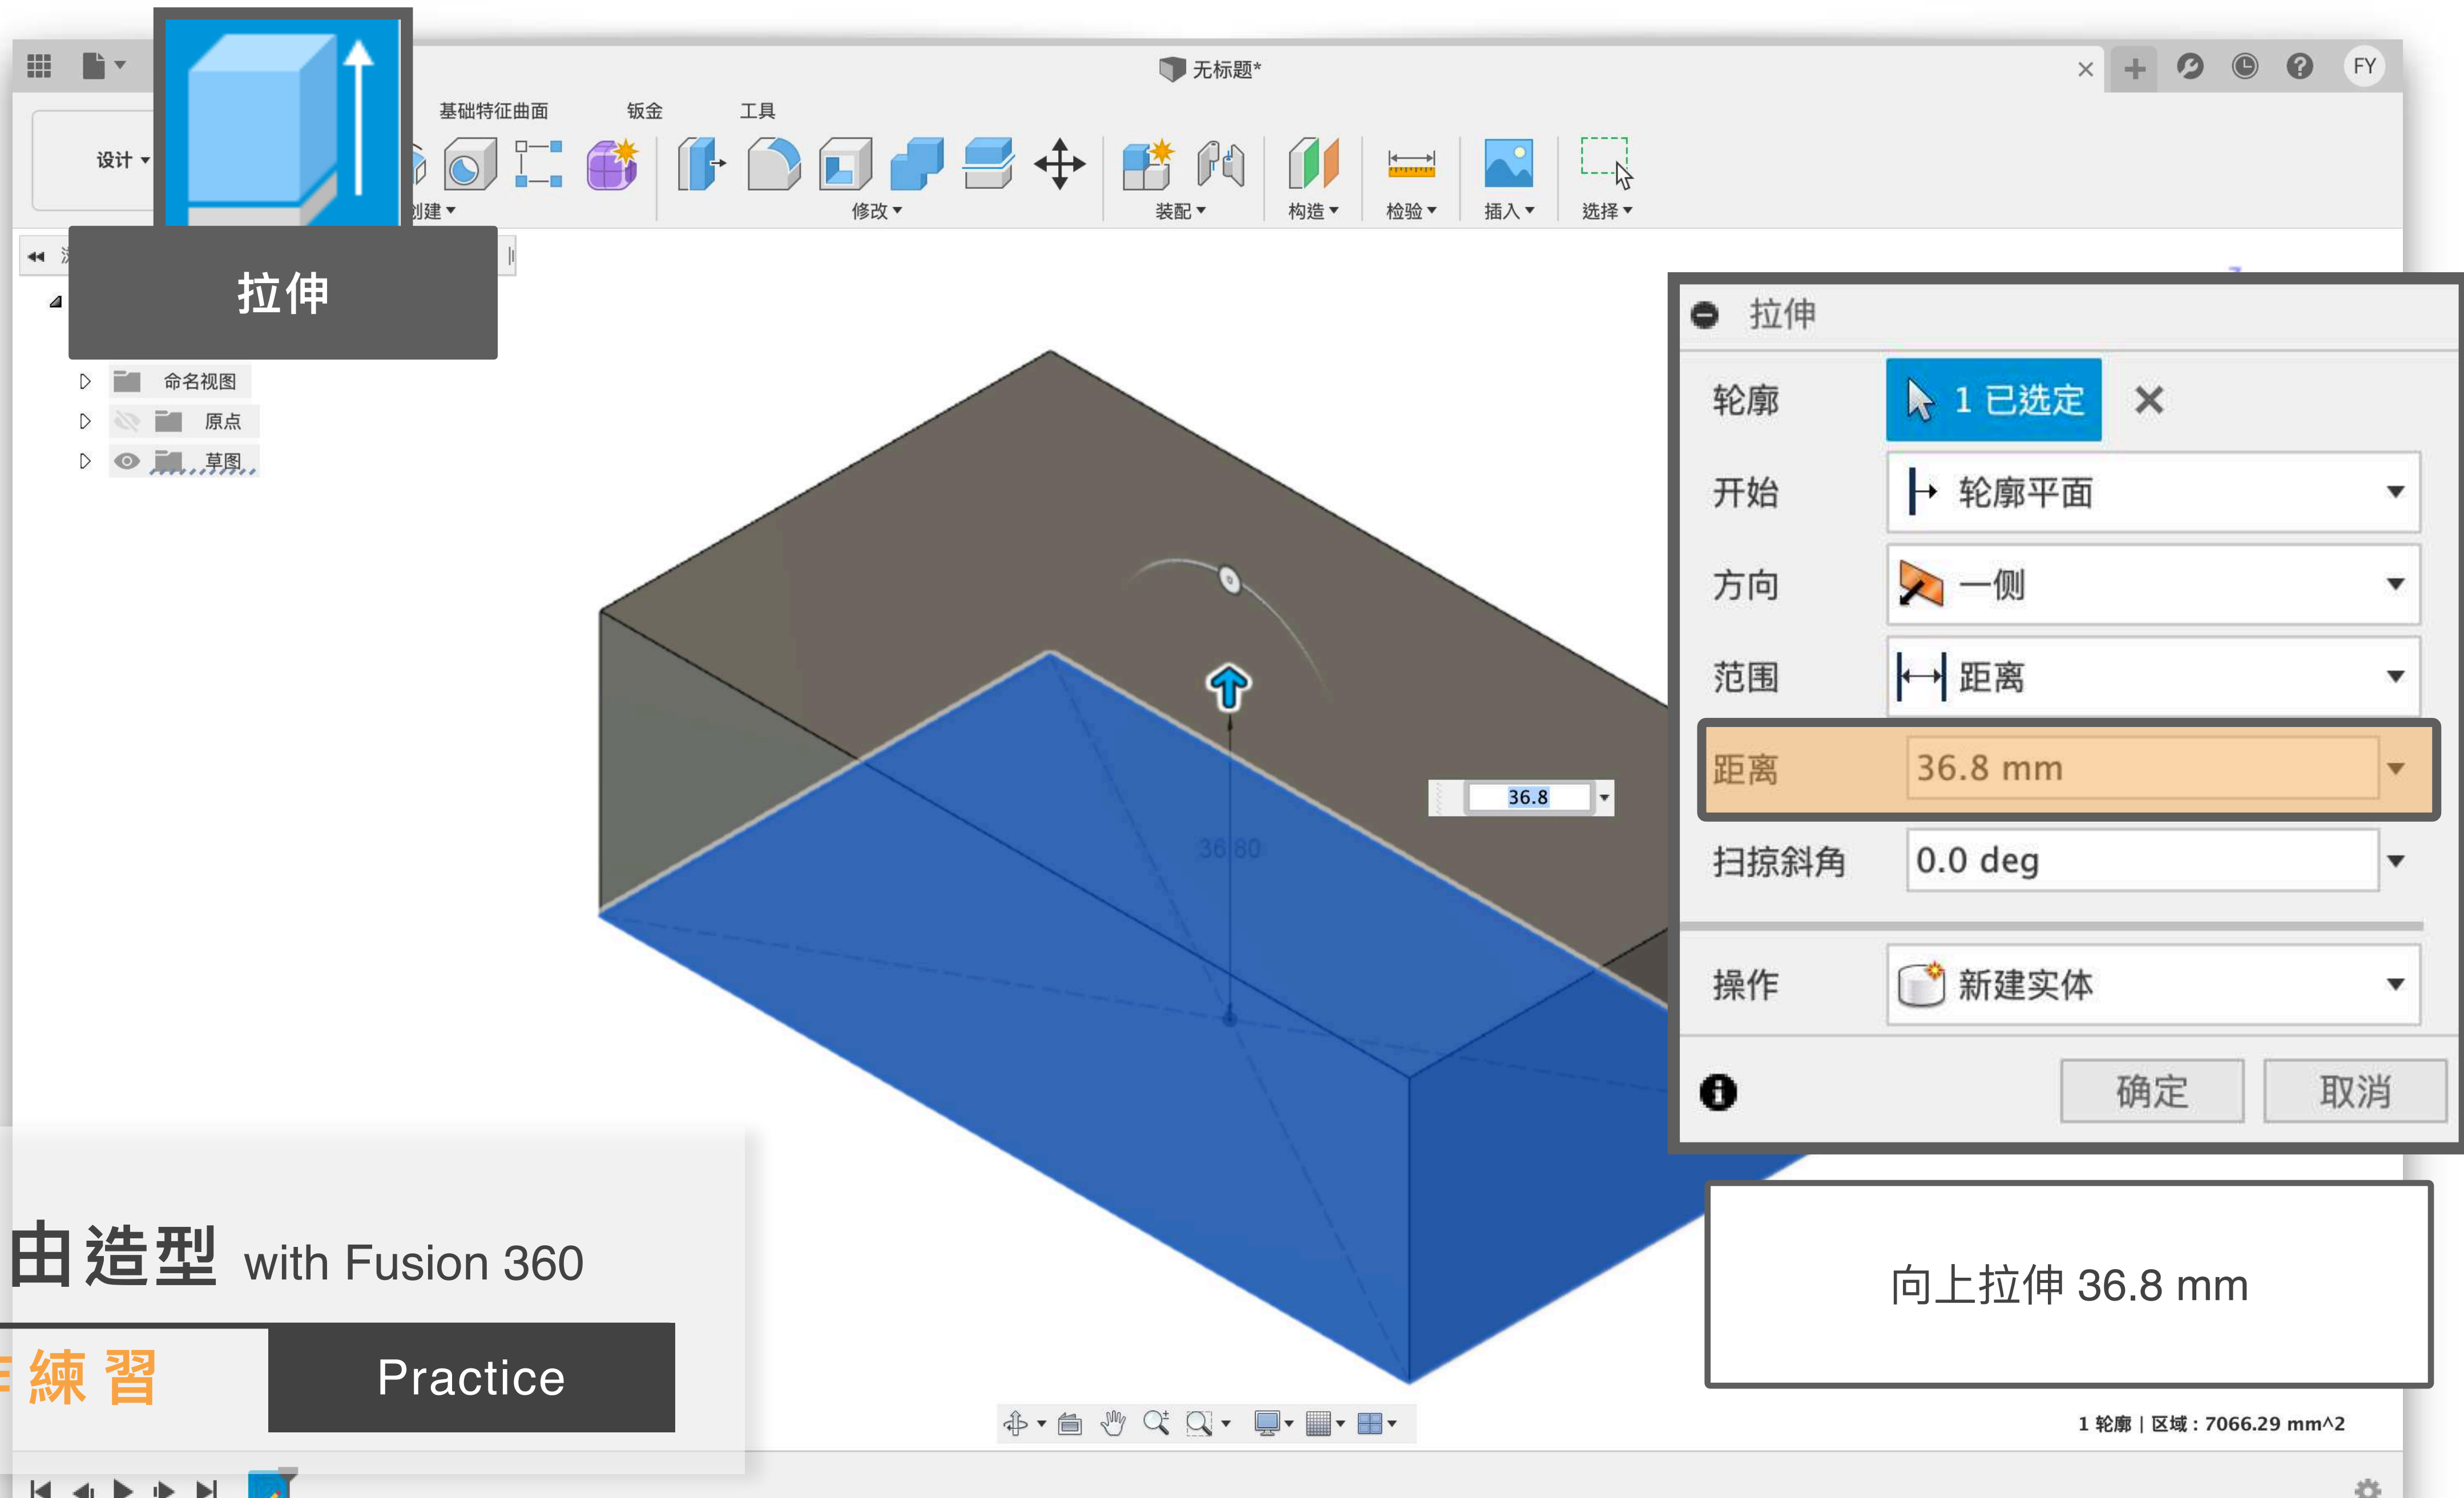 无标题*
FY
基础特征曲面
钣金
工具
设计
创建
修改
装配
构造
检验
插入
选择
拉伸
命名视图
原点
草图
拉伸
轮廓
1 已选定
开始
轮廓平面
方向
一侧
范围
距离
距离
36.8 mm
扫掠斜角
0.0 deg
操作
新建实体
确定
取消
36.8
36.80
由造型 with Fusion 360
練習
Practice
向上拉伸 36.8 mm
1 轮廓 | 区域 : 7066.29 mm^2